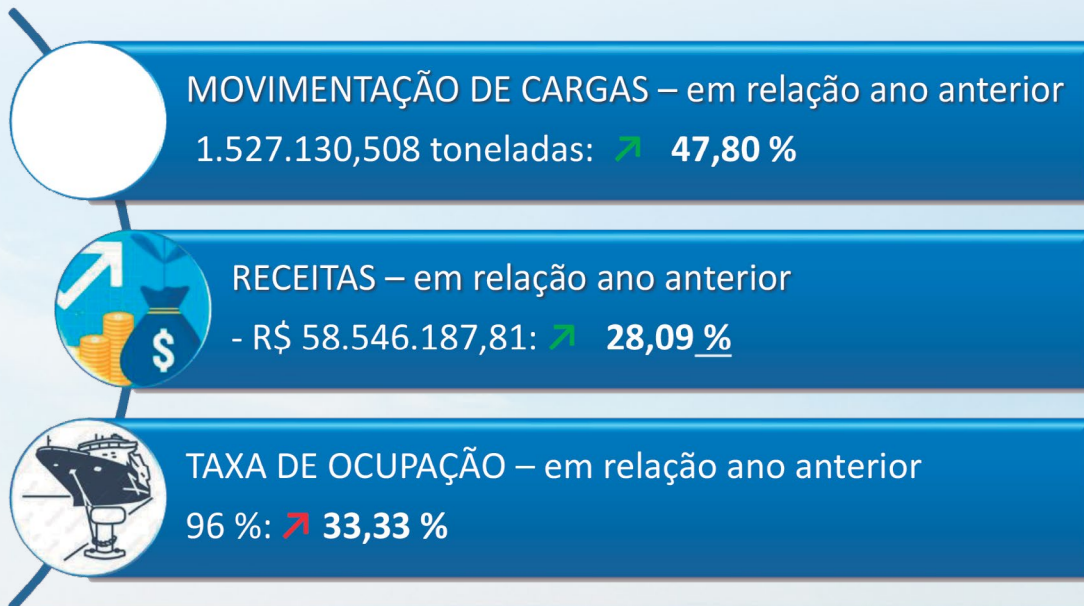 MOVIMENTAÇÃO DE CARGAS – em relação ano anterior
1.527.130,508 toneladas: ↗ 47,80 %
RECEITAS – em relação ano anterior
- R$ 58.546.187,81: ↗ 28,09 %
$
TAXA DE OCUPAÇÃO – em relação ano anterior
96 %: ↗ 33,33 %